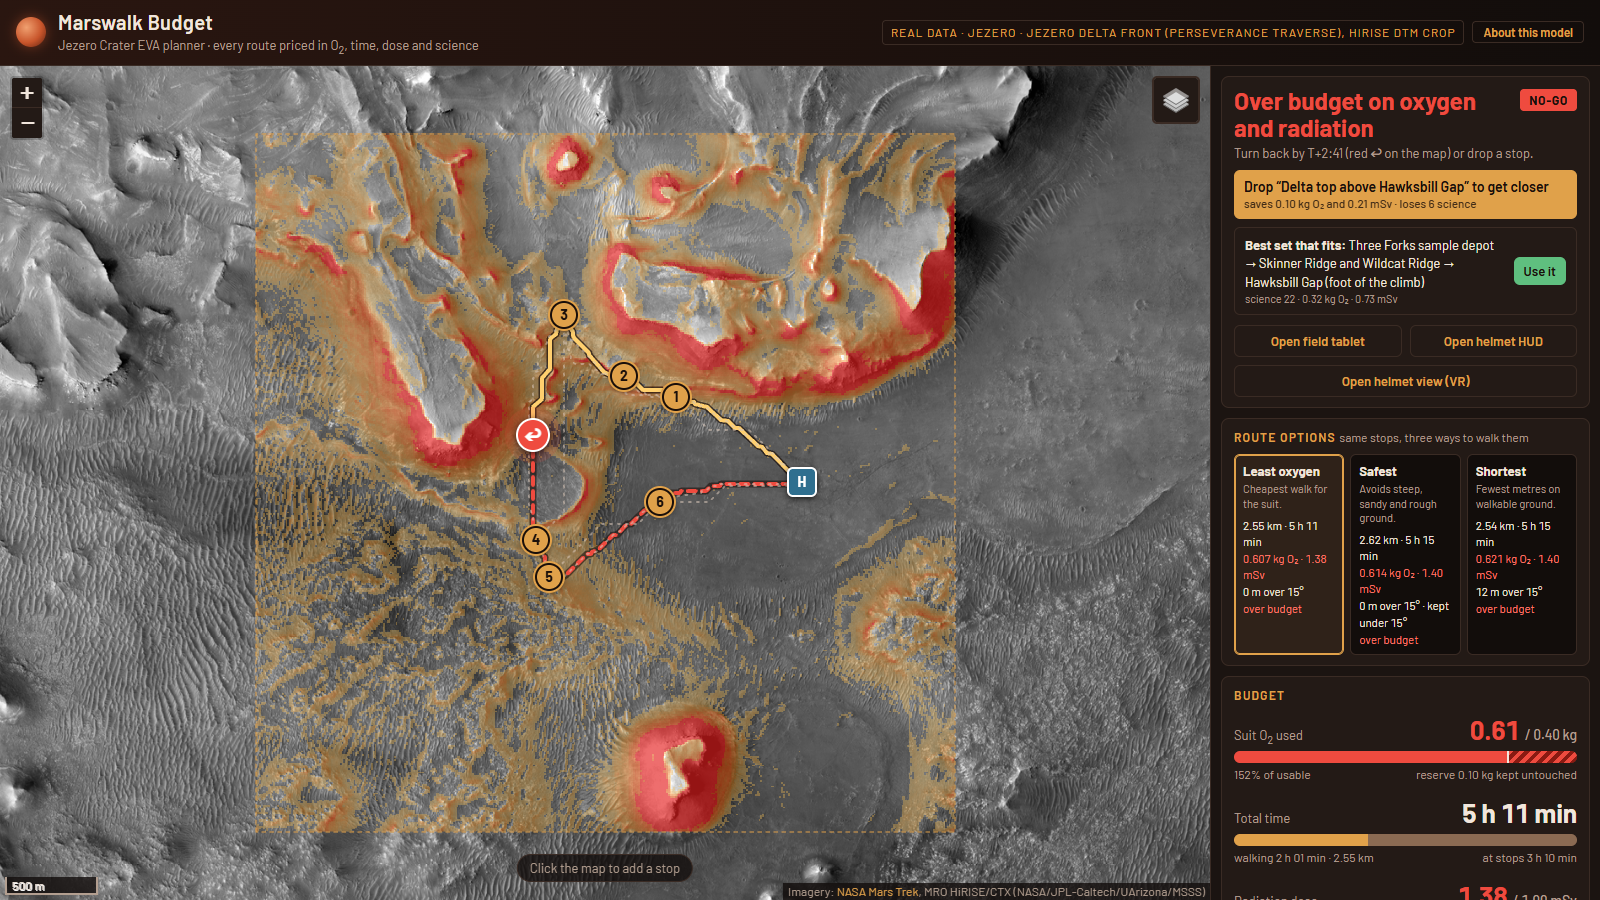 Marswalk Budget
Jezero Crater EVA planner · every route priced in O₂, time, dose and science
REAL DATA · JEZERO · JEZERO DELTA FRONT (PERSEVERANCE TRAVERSE), HIRISE DTM CROP
About this model
+
−
3
2
1
H
6
4
5
Click the map to add a stop
500 m
Imagery: NASA Mars Trek, MRO HiRISE/CTX (NASA/JPL-Caltech/UArizona/MSSS)
Over budget on oxygen
and radiation
NO-GO
Turn back by T+2:41 (red ↩ on the map) or drop a stop.
Drop “Delta top above Hawksbill Gap” to get closer
saves 0.10 kg O₂ and 0.21 mSv · loses 6 science
Best set that fits: Three Forks sample depot
→ Skinner Ridge and Wildcat Ridge →
Hawksbill Gap (foot of the climb)
science 22 · 0.32 kg O₂ · 0.73 mSv
Use it
Open field tablet
Open helmet HUD
Open helmet view (VR)
ROUTE OPTIONS same stops, three ways to walk them
Least oxygen
Cheapest walk for
the suit.
2.55 km · 5 h 11
min
0.607 kg O₂ · 1.38
mSv
0 m over 15°
over budget
Safest
Avoids steep,
sandy and rough
ground.
2.62 km · 5 h 15
min
0.614 kg O₂ · 1.40
mSv
0 m over 15° · kept
under 15°
over budget
Shortest
Fewest metres on
walkable ground.
2.54 km · 5 h 15
min
0.621 kg O₂ · 1.40
mSv
12 m over 15°
over budget
BUDGET
Suit O₂ used
0.61 / 0.40 kg
152% of usable
reserve 0.10 kg kept untouched
Total time
5 h 11 min
walking 2 h 01 min · 2.55 km
at stops 3 h 10 min
Radiation dose
1.38 / 1.00 mSv